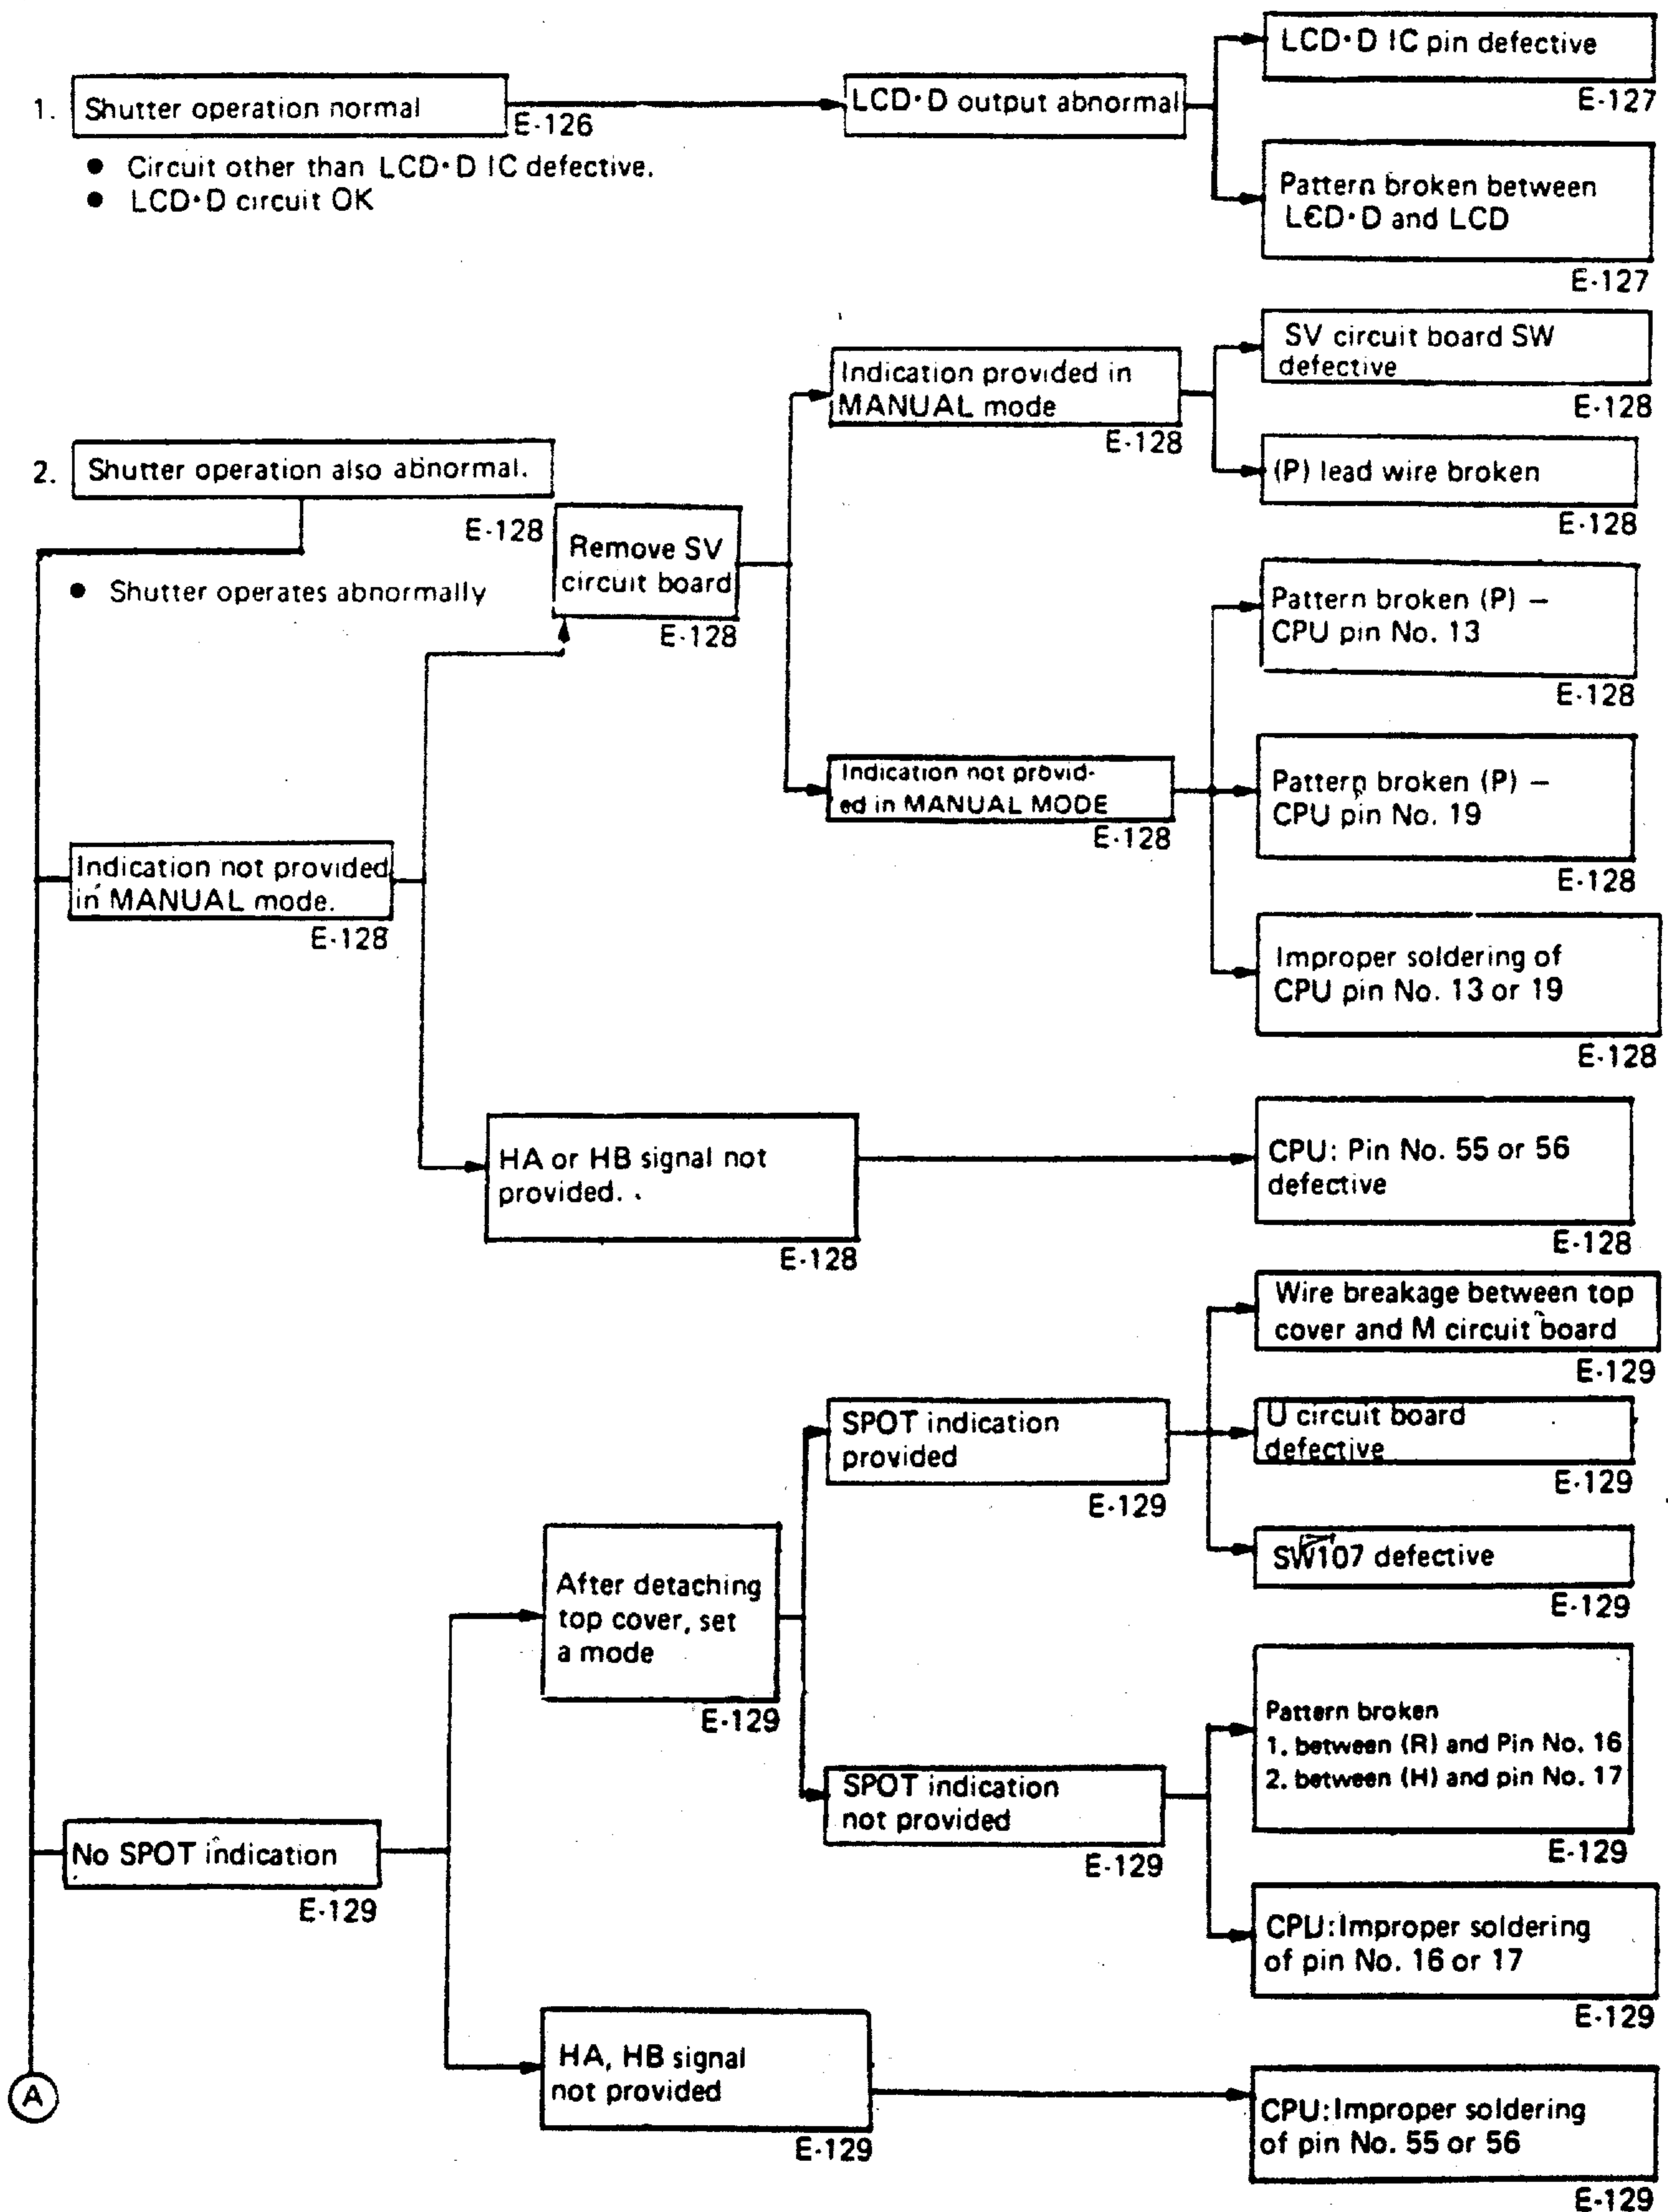 1. Shutter operation normal
E-126
● Circuit other than LCD·D IC defective.
● LCD·D circuit OK
LCD·D output abnormal
LCD·D IC pin defective
E-127
Pattern broken between
LCD·D and LCD
E-127
2. Shutter operation also abnormal.
E-128
● Shutter operates abnormally
Indication not provided
in MANUAL mode.
E-128
Remove SV
circuit board
E-128
Indication provided in
MANUAL mode
E-128
SV circuit board SW
defective
E-128
(P) lead wire broken
E-128
Indication not provid-
ed in MANUAL MODE
E-128
Pattern broken (P) –
CPU pin No. 13
E-128
Pattern broken (P) –
CPU pin No. 19
E-128
Improper soldering of
CPU pin No. 13 or 19
E-128
HA or HB signal not
provided.
E-128
CPU: Pin No. 55 or 56
defective
E-128
No SPOT indication
E-129
After detaching
top cover, set
a mode
E-129
SPOT indication
provided
E-129
Wire breakage between top
cover and M circuit board
E-129
U circuit board
defective
E-129
SW107 defective
E-129
SPOT indication
not provided
E-129
Pattern broken
1. between (R) and Pin No. 16
2. between (H) and pin No. 17
E-129
CPU:Improper soldering
of pin No. 16 or 17
E-129
HA, HB signal
not provided
E-129
CPU:Improper soldering
of pin No. 55 or 56
E-129
A